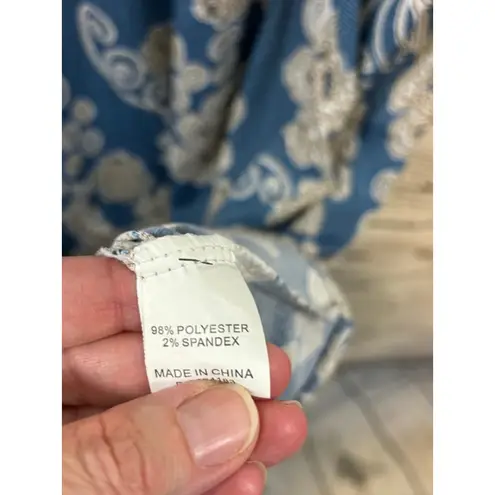 98% POLYESTER
2% SPANDEX
MADE IN CHINA